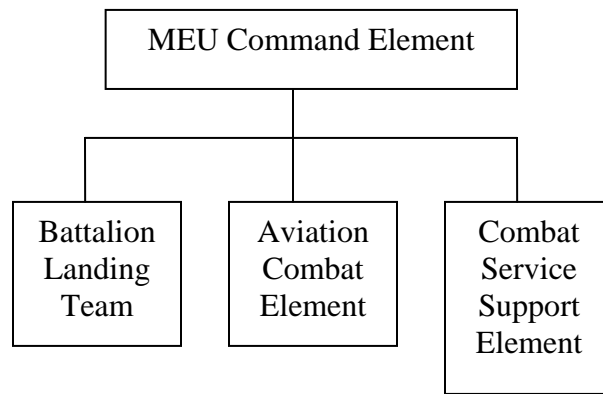 MEU Command Element
Battalion
Landing
Team
Aviation
Combat
Element
Combat
Service
Support
Element